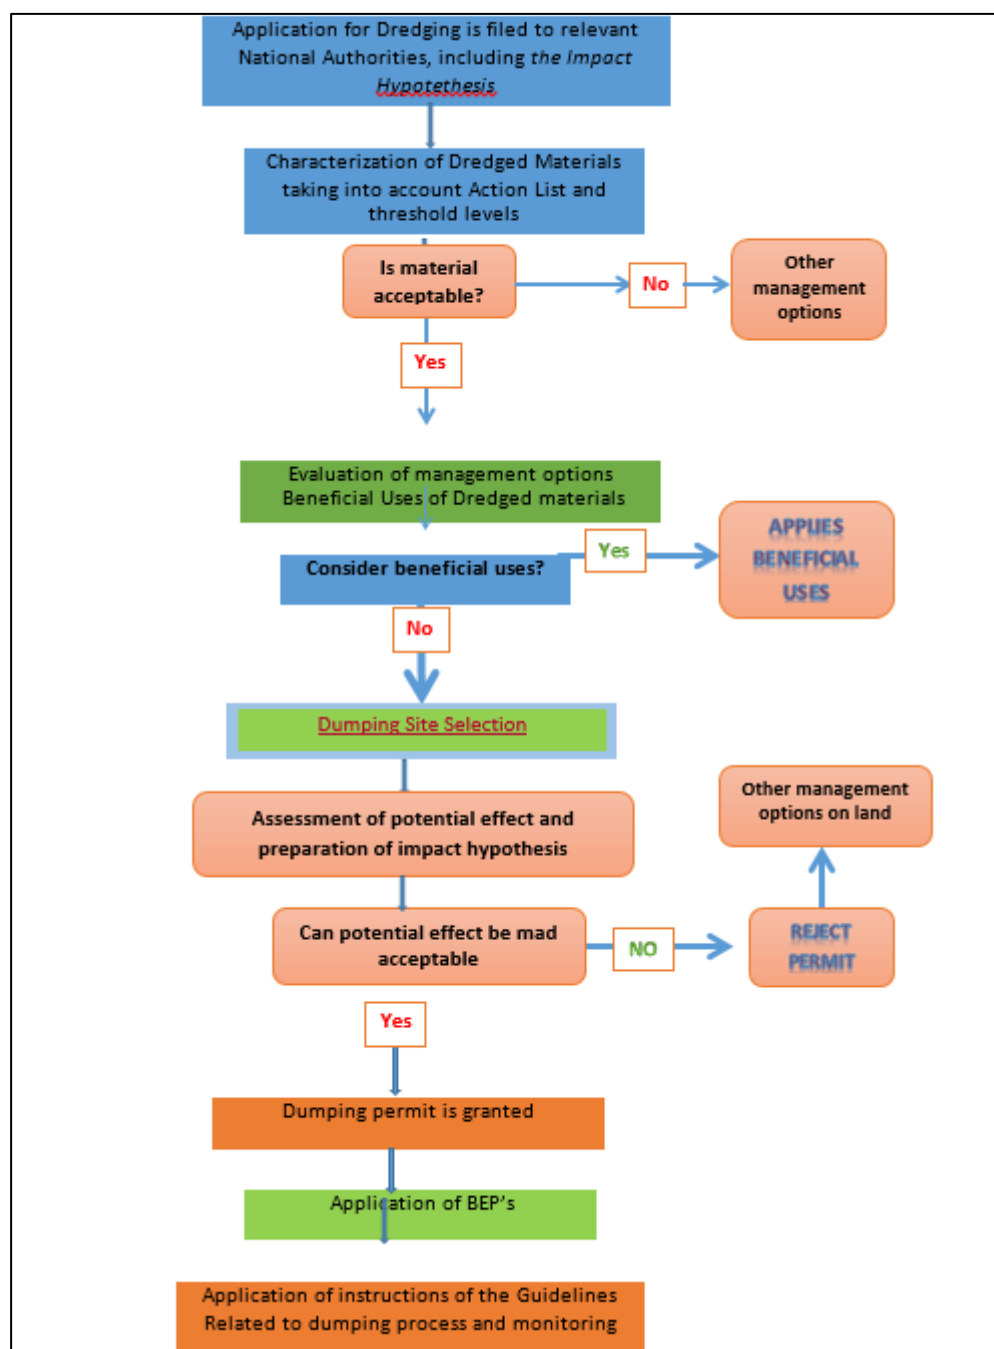 Application for Dredging is filed to relevant
National Authorities, including the Impact
Hypotethesis
Characterization of Dredged Materials
taking into account Action List and
threshold levels
Is material
acceptable?
No
Other
management
options
Yes
Evaluation of management options
Beneficial Uses of Dredged materials
Consider beneficial uses?
Yes
APPLIES
BENEFICIAL
USES
No
Dumping Site Selection
Assessment of potential effect and
preparation of impact hypothesis
Other management
options on land
Can potential effect be mad
acceptable
NO
REJECT
PERMIT
Yes
Dumping permit is granted
Application of BEP's
Application of instructions of the Guidelines
Related to dumping process and monitoring